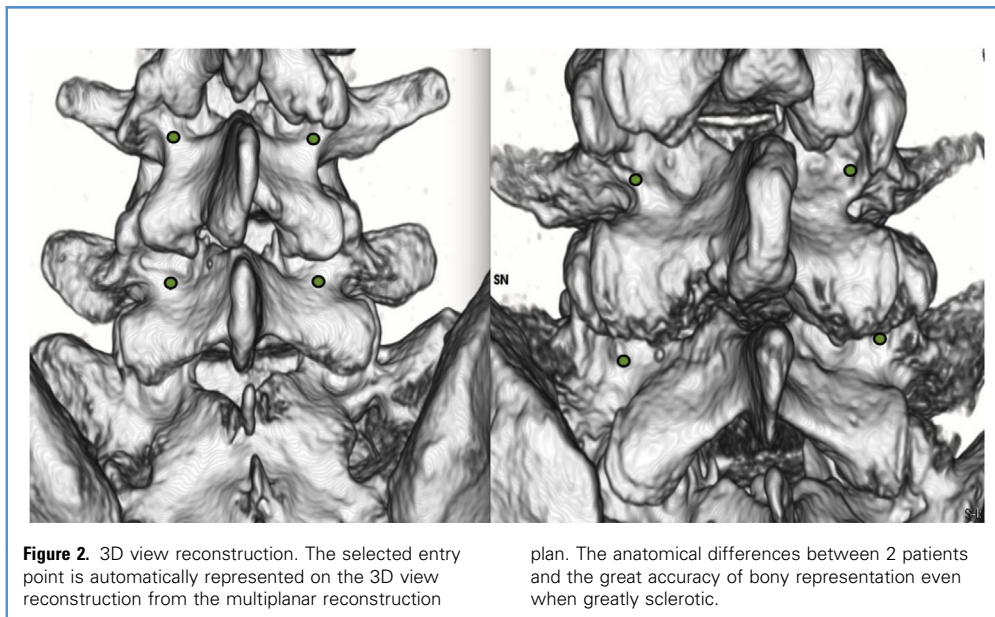 SN
Figure 2. 3D view reconstruction. The selected entry
point is automatically represented on the 3D view
reconstruction from the multiplanar reconstruction
plan. The anatomical differences between 2 patients
and the great accuracy of bony representation even
when greatly sclerotic.